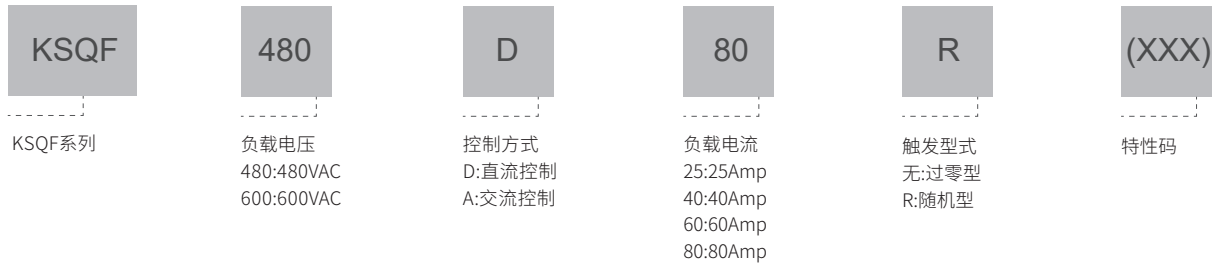 KSQF
480
D
80
R
(XXX)
KSQF系列
负载电压
480:480VAC
600:600VAC
控制方式
D:直流控制
A:交流控制
负载电流
25:25Amp
40:40Amp
60:60Amp
80:80Amp
触发型式
无:过零型
R:随机型
特性码